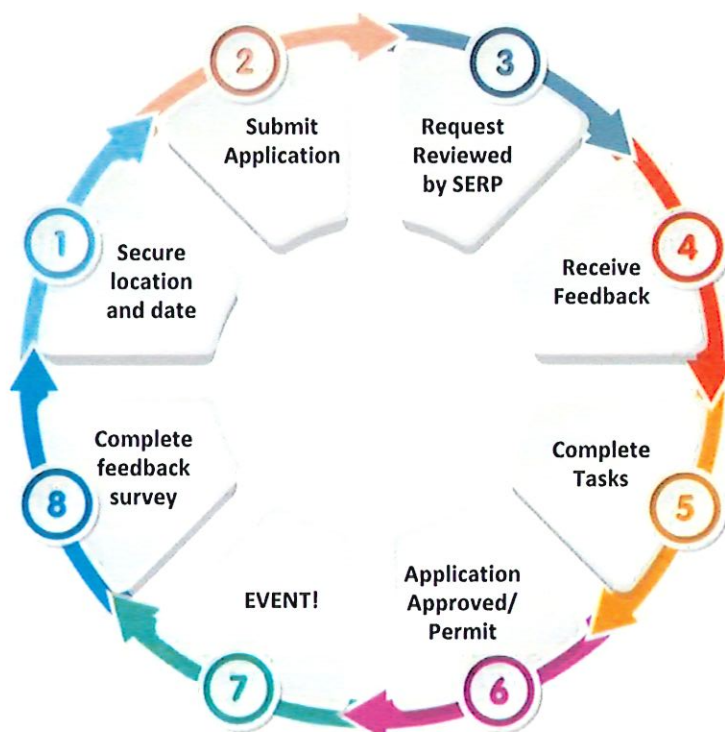 1
Secure
location
and date
2
Submit
Application
3
Request
Reviewed
by SERP
4
Receive
Feedback
5
Complete
Tasks
6
Application
Approved/
Permit
7
EVENT!
8
Complete
feedback
survey